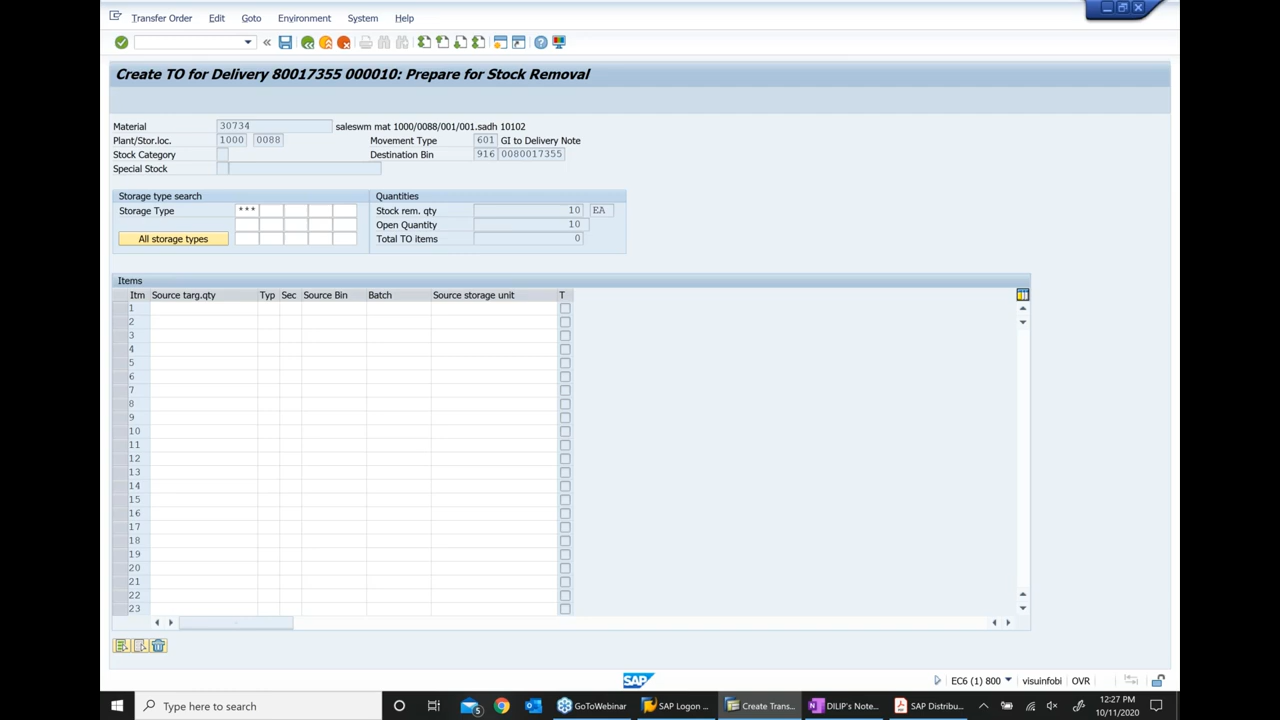 Transfer Order Edit Goto Environment System Help
Create TO for Delivery 80017355 000010: Prepare for Stock Removal
Material 30734 saleswm mat 1000/0088/001/001.sadh 10102
Plant/Stor.loc. 1000 0088 Movement Type 601 GI to Delivery Note
Stock Category Destination Bin 916 0080017355
Special Stock
Storage type search Quantities
Storage Type *** Stock rem. qty 10 EA
Open Quantity 10
All storage types Total TO items 0
Items
Itm Source targ.qty Typ Sec Source Bin Batch Source storage unit T
1
2
3
4
5
6
7
8
9
10
11
12
13
14
15
16
17
18
19
20
21
22
23
SAP EC6 (1) 800 visuinfobi OVR
Type here to search 5 GoToWebinar SAP Logon ... Create Trans... DILIP's Note... SAP Distribu... 12:27 PM
10/11/2020